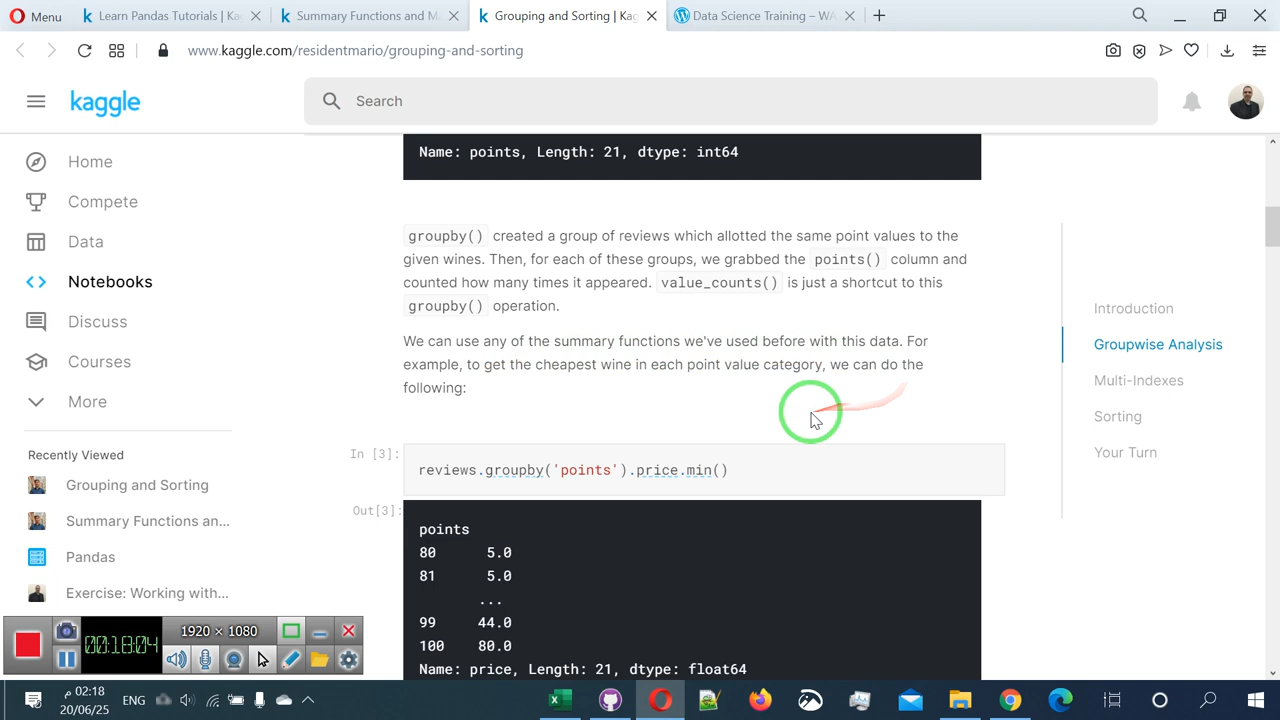 Menu
Learn Pandas Tutorials | Ka
Summary Functions and M
Grouping and Sorting | Kag
Data Science Training – WA
www.kaggle.com/residentmario/grouping-and-sorting
kaggle
Search
Home
Compete
Data
Notebooks
Discuss
Courses
More
Recently Viewed
Grouping and Sorting
Summary Functions an...
Pandas
Exercise: Working with...
Name: points, Length: 21, dtype: int64
groupby() created a group of reviews which allotted the same point values to the
given wines. Then, for each of these groups, we grabbed the points() column and
counted how many times it appeared. value_counts() is just a shortcut to this
groupby() operation.
We can use any of the summary functions we've used before with this data. For
example, to get the cheapest wine in each point value category, we can do the
following:
In [3]:
reviews.groupby('points').price.min()
Out[3]:
points
80 5.0
81 5.0
...
99 44.0
100 80.0
Name: price, Length: 21, dtype: float64
Introduction
Groupwise Analysis
Multi-Indexes
Sorting
Your Turn
00:18:04
1920 × 1080
ENG
02:18 م
20/06/25